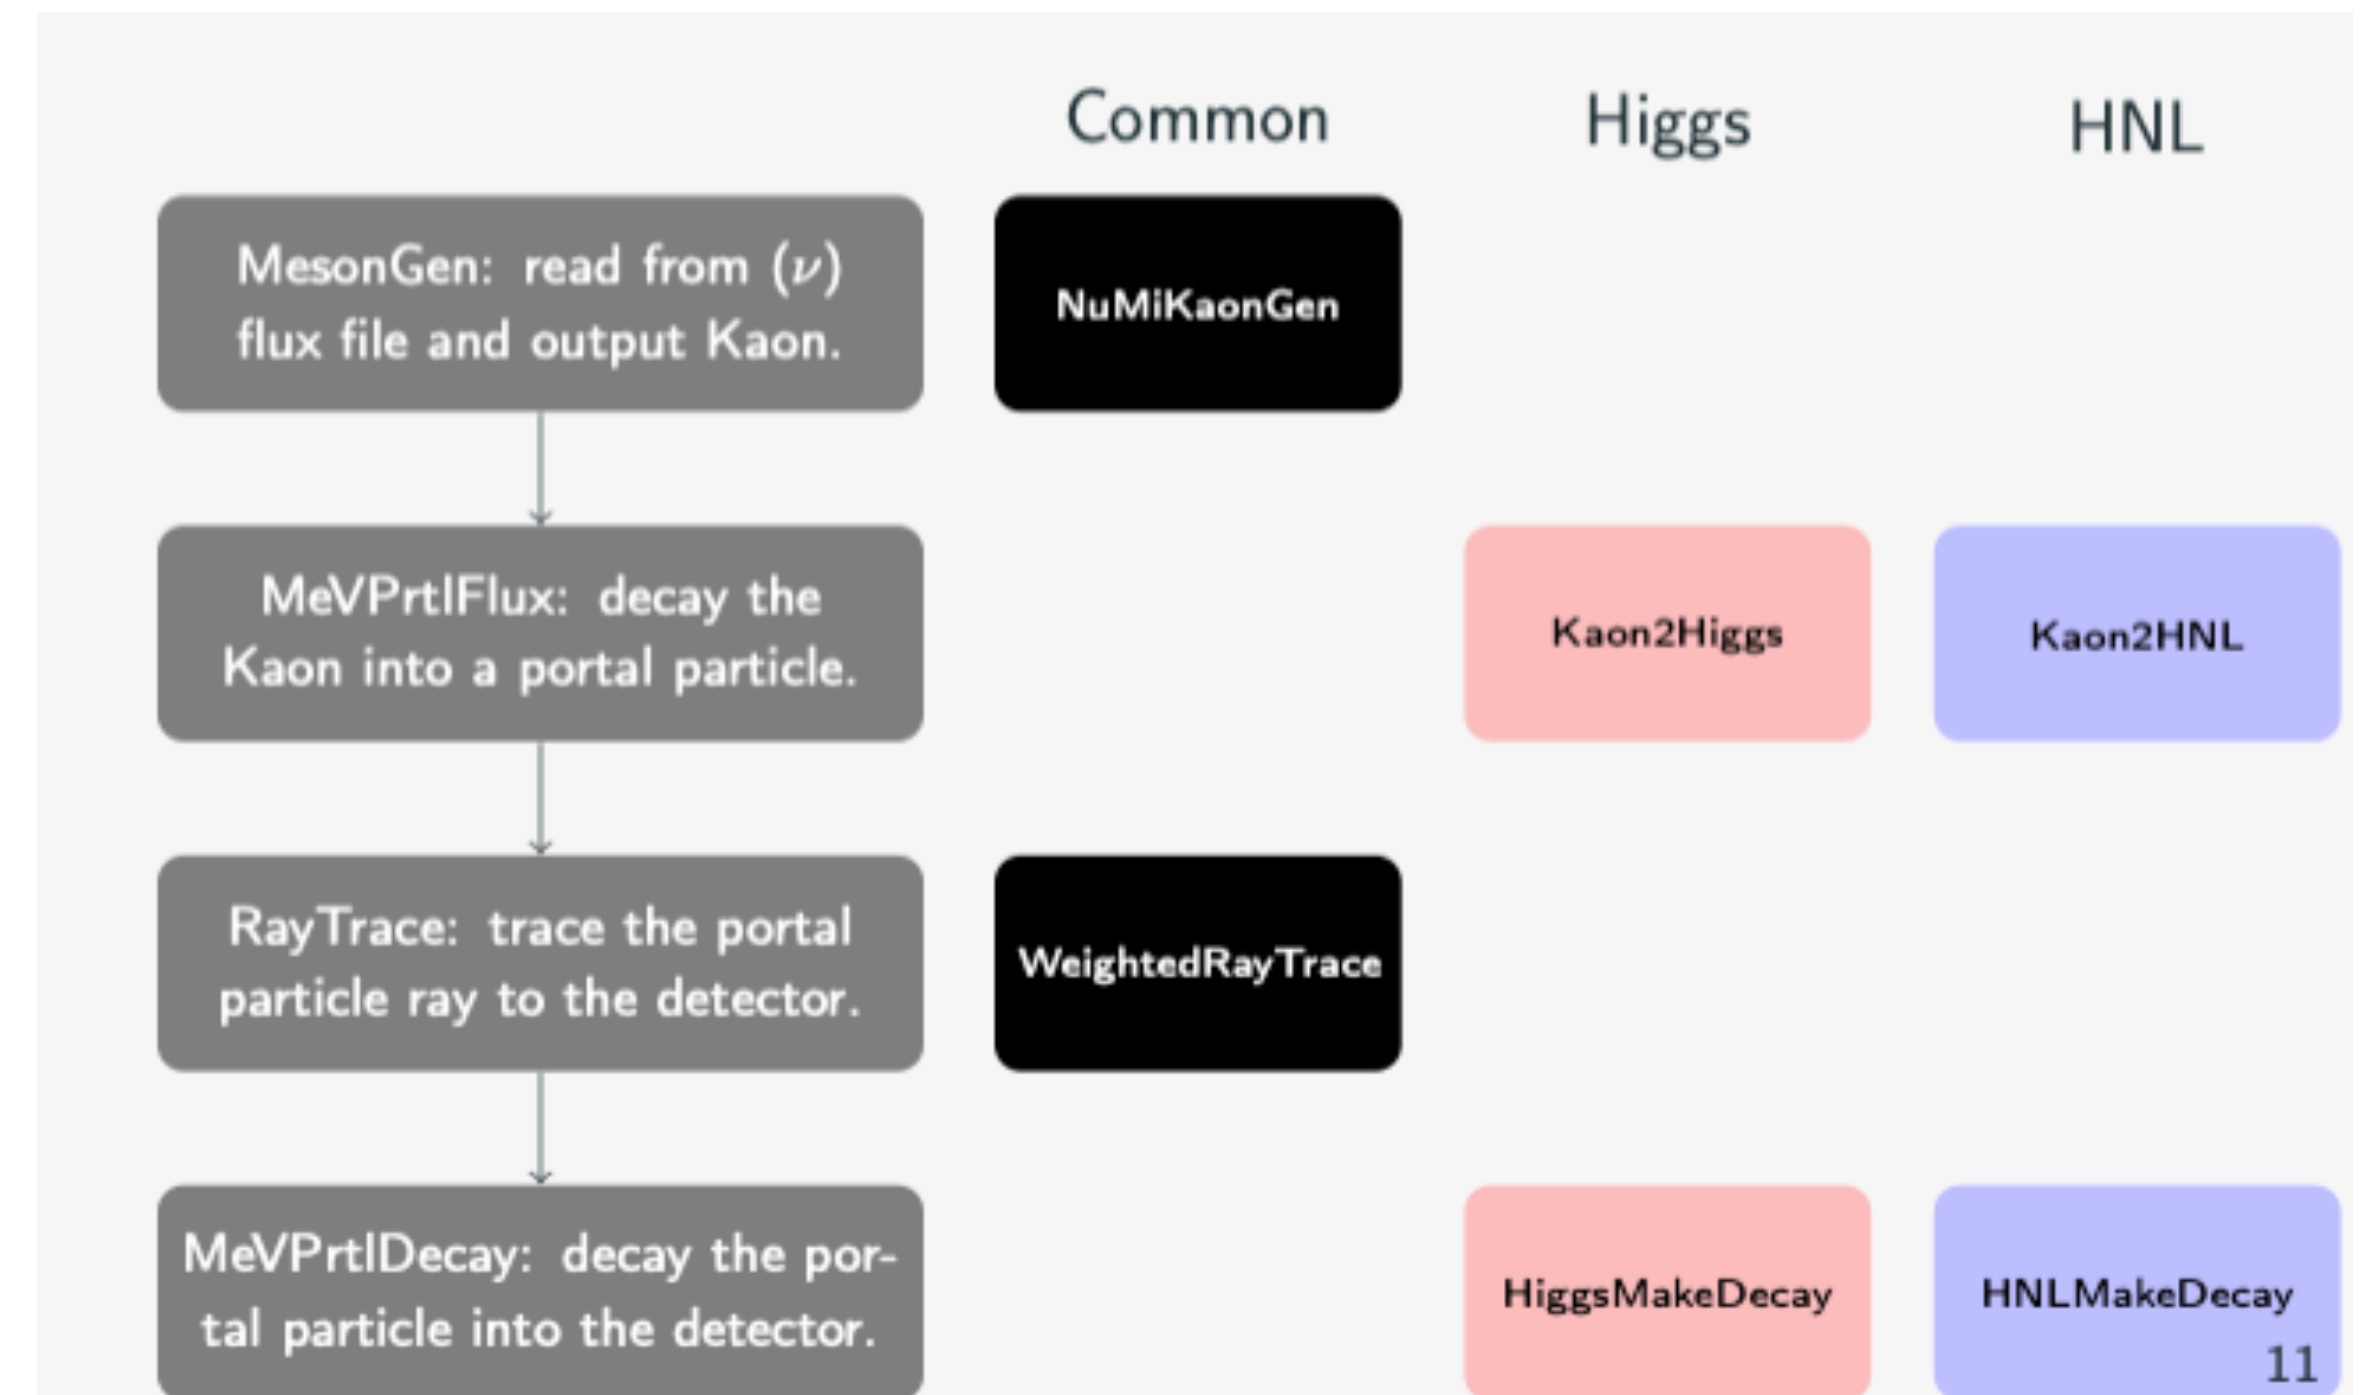 Common
Higgs
HNL
MesonGen: read from (ν)
flux file and output Kaon.
NuMiKaonGen
MeVPrtlFlux: decay the
Kaon into a portal particle.
Kaon2Higgs
Kaon2HNL
RayTrace: trace the portal
particle ray to the detector.
WeightedRayTrace
MeVPrtlDecay: decay the por-
tal particle into the detector.
HiggsMakeDecay
HNLMakeDecay
11